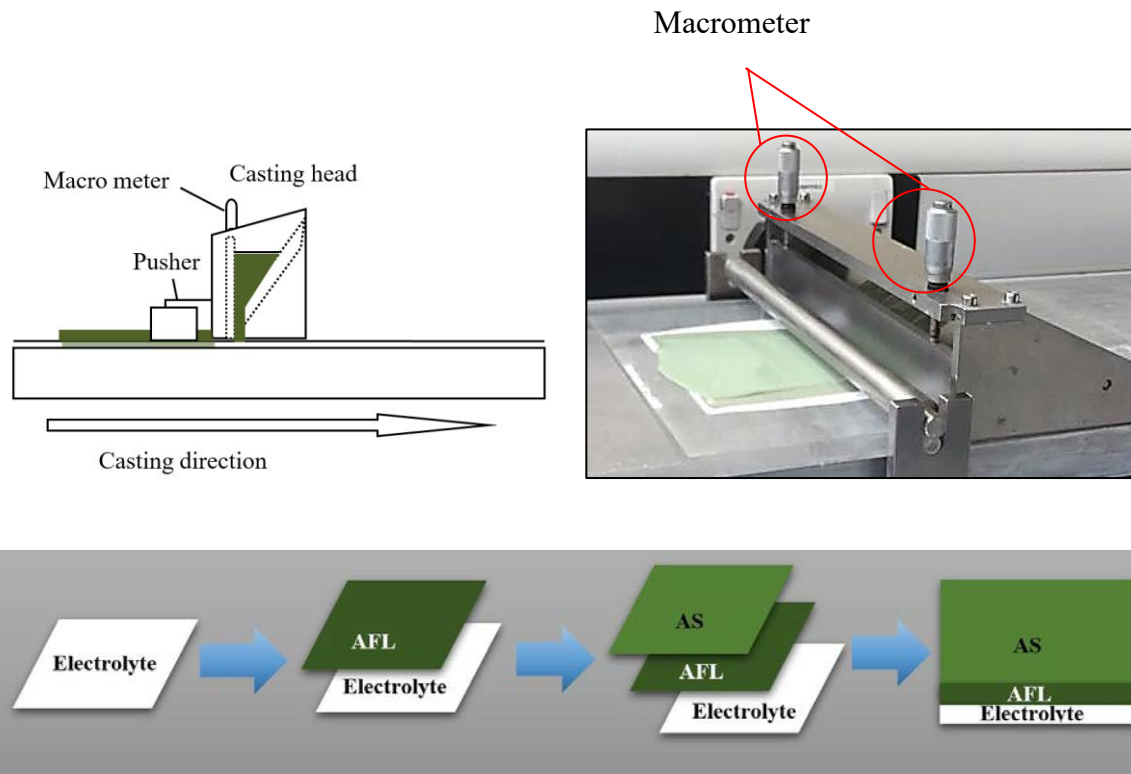 Macrometer
Macro meter
Casting head
Pusher
Casting direction
Electrolyte
AFL
Electrolyte
AS
AFL
Electrolyte
AS
AFL
Electrolyte